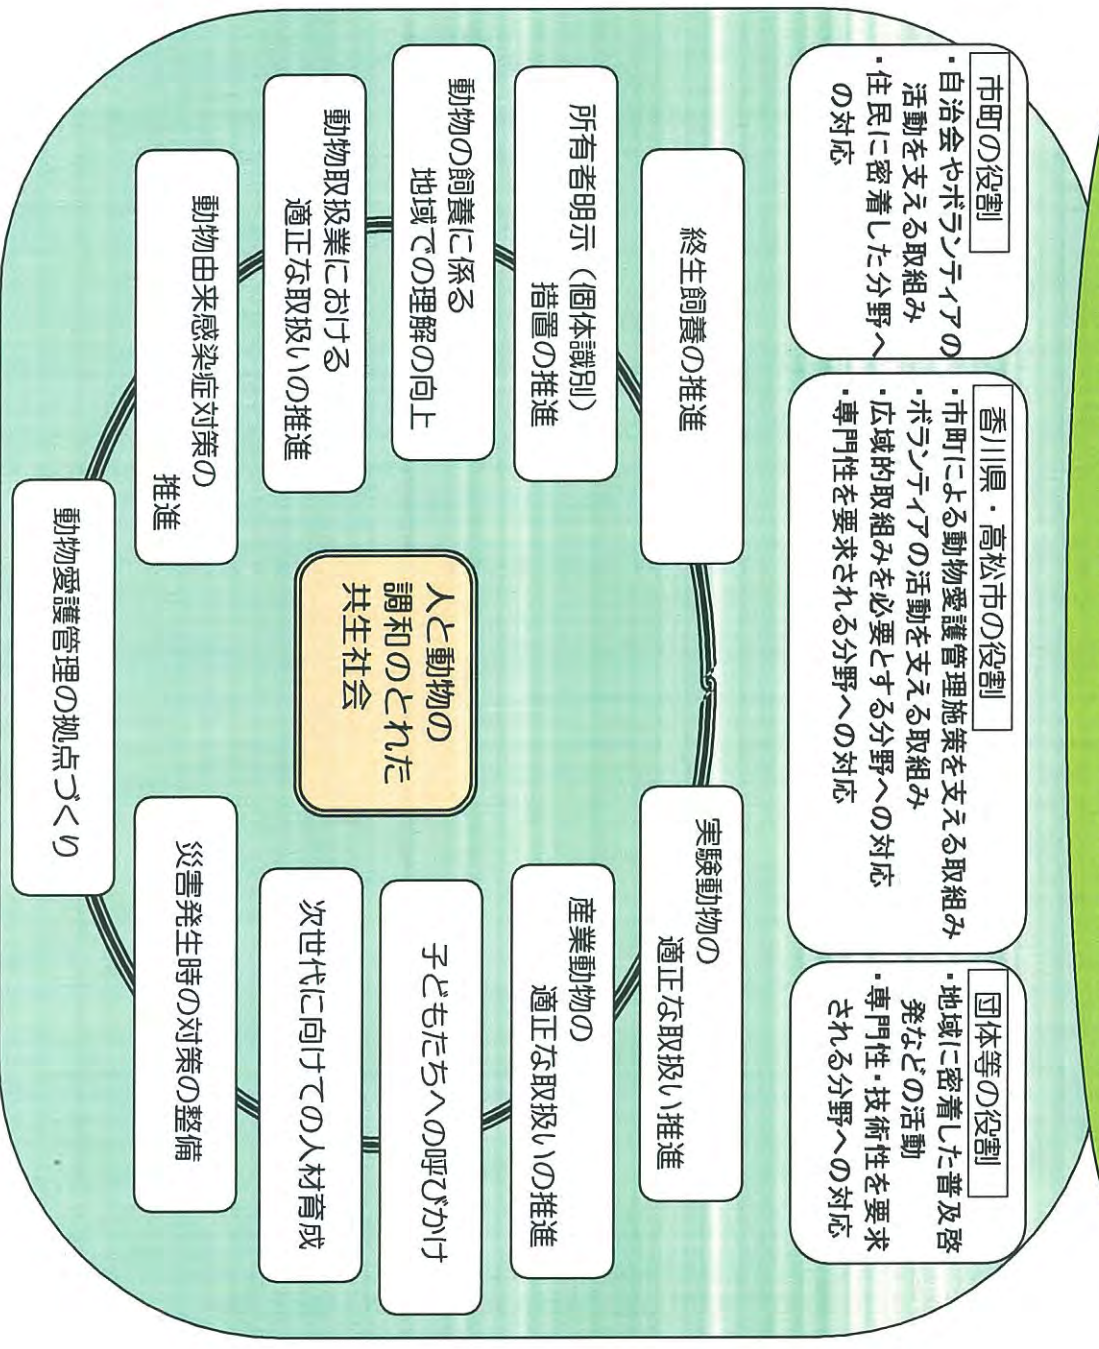 市町の役割
・自治会やボランティアの
活動を支える取組み
・住民に密着した分野へ
の対応
香川県・高松市の役割
・市町による動物愛護管理施策を支える取組み
・ボランティアの活動を支える取組み
・広域的取組みを必要とする分野への対応
・専門性を要求される分野への対応
団体等の役割
・地域に密着した普及啓
発などの活動
・専門性・技術性を要求
される分野への対応
終生飼養の推進
所有者明示（個体識別）
措置の推進
動物の飼養に係る
地域での理解の向上
動物取扱業における
適正な取扱いの推進
動物由来感染症対策の
推進
動物愛護管理の拠点づくり
人と動物の
調和のとれた
共生社会
実験動物の
適正な取扱い推進
産業動物の
適正な取扱いの推進
子どもたちへの呼びかけ
次世代に向けての人材育成
災害発生時の対策の整備